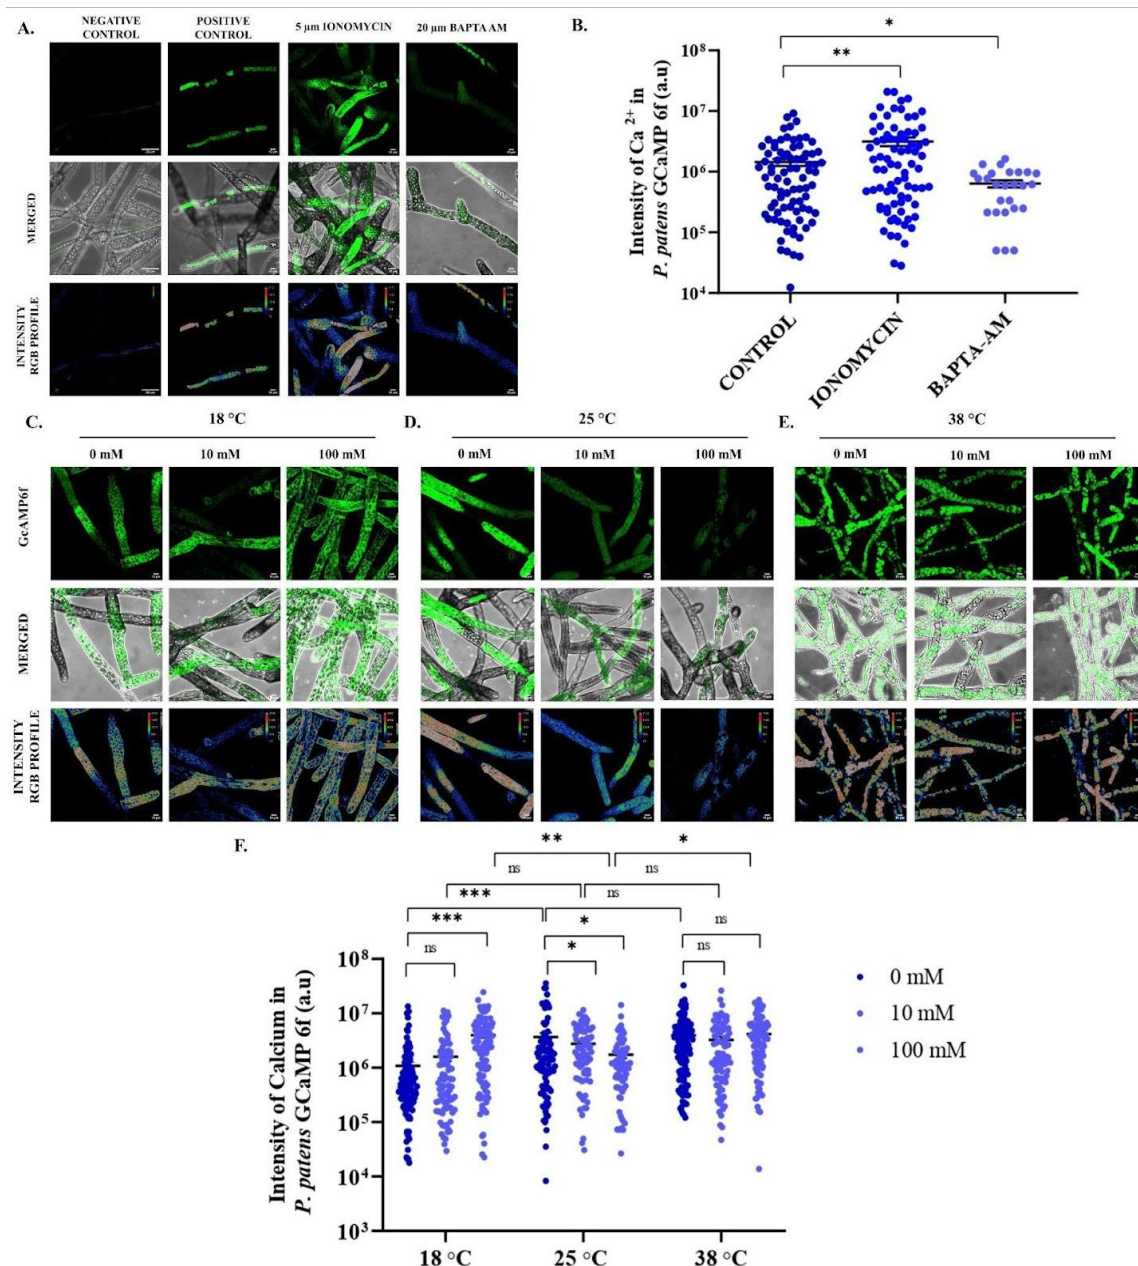 A.
NEGATIVE CONTROL
POSITIVE CONTROL
5 µm IONOMYCIN
20 µm BAPTA AM
MERGED
INTENSITY
RGB PROFILE
B.
*
**
Intensity of Ca 2+ in
P. patens GCaMP 6f (a.u)
10⁸
10⁷
10⁶
10⁵
10⁴
CONTROL
IONOMYCIN
BAPTA-AM
C.
18 °C
0 mM
10 mM
100 mM
D.
25 °C
0 mM
10 mM
100 mM
E.
38 °C
0 mM
10 mM
100 mM
GcAMP6f
MERGED
INTENSITY
RGB PROFILE
F.
** *
ns ns
*** ns
*** * ns
ns * ns
Intensity of Calcium in
P. patens GCaMP 6f (a.u)
10⁸
10⁷
10⁶
10⁵
10⁴
10³
18 °C
25 °C
38 °C
0 mM
10 mM
100 mM